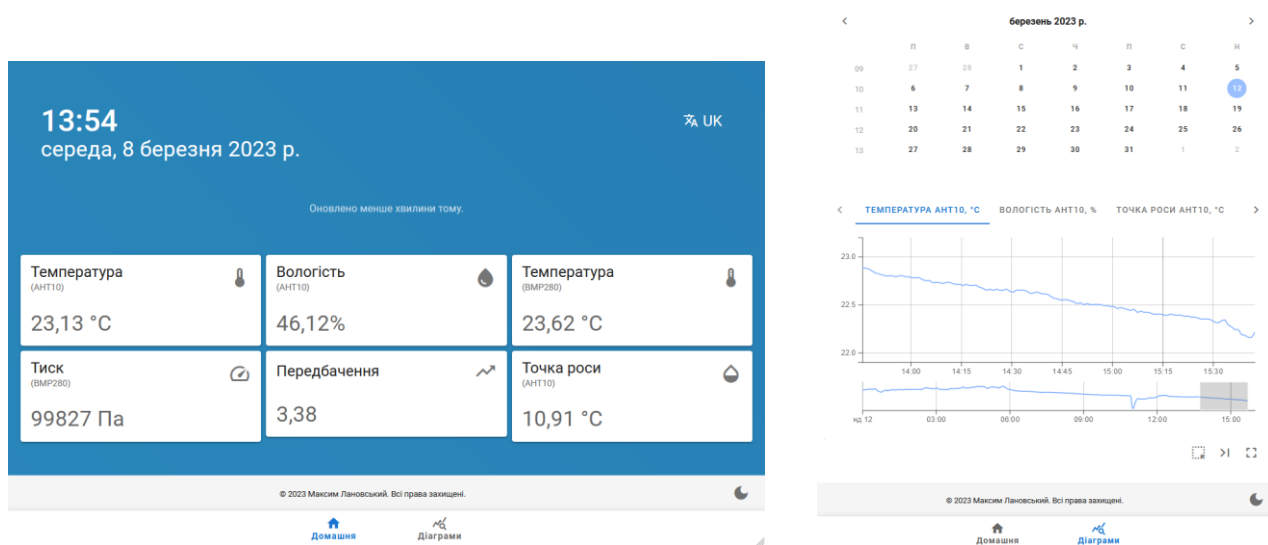 13:54
середа, 8 березня 2023 р.
UK
Оновлено менше хвилини тому.
Температура
(AHT10)
23,13 °C
Вологість
(AHT10)
46,12%
Температура
(BMP280)
23,62 °C
Тиск
(BMP280)
99827 Па
Передбачення
3,38
Точка роси
(AHT10)
10,91 °C
© 2023 Максим Лановський. Всі права захищені.
Домашня Діаграми
березень 2023 р.
П В С Ч П С Н
09 27 28 1 2 3 4 5
10 6 7 8 9 10 11 12
11 13 14 15 16 17 18 19
12 20 21 22 23 24 25 26
13 27 28 29 30 31 1 2
ТЕМПЕРАТУРА AHT10, °C ВОЛОГІСТЬ AHT10, % ТОЧКА РОСИ AHT10, °C
23.0
22.5
22.0
14:00 14:15 14:30 14:45 15:00 15:15 15:30
нд 12 03:00 06:00 09:00 12:00 15:00
© 2023 Максим Лановський. Всі права захищені.
Домашня Діаграми